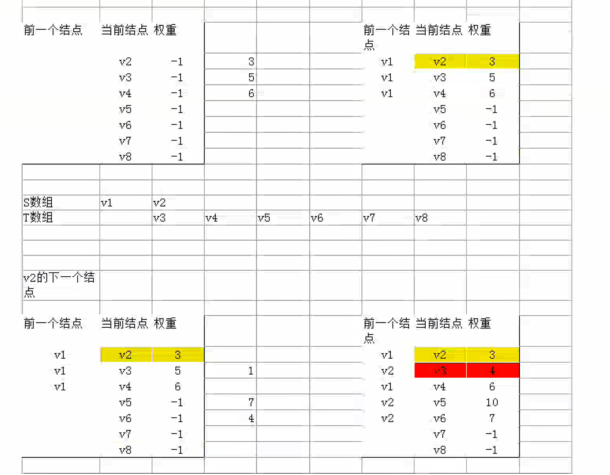 前一个结点 当前结点 权重 前一个结点 当前结点 权重
v2 -1 3 v1 v2 3
v3 -1 5 v1 v3 5
v4 -1 6 v1 v4 6
v5 -1 v5 -1
v6 -1 v6 -1
v7 -1 v7 -1
v8 -1 v8 -1
S数组 v1 v2
T数组 v3 v4 v5 v6 v7 v8
v2的下一个结
点
前一个结点 当前结点 权重 前一个结点 当前结点 权重
v1 v2 3 v1 v2 3
v1 v3 5 1 v2 v3 4
v1 v4 6 v1 v4 6
v5 -1 7 v2 v5 10
v6 -1 4 v2 v6 7
v7 -1 v7 -1
v8 -1 v8 -1